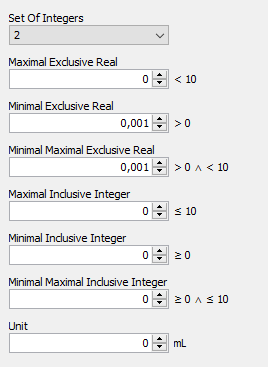 Set Of Integers
2
Maximal Exclusive Real
0 < 10
Minimal Exclusive Real
0,001 > 0
Minimal Maximal Exclusive Real
0,001 > 0 ∧ < 10
Maximal Inclusive Integer
0 ≤ 10
Minimal Inclusive Integer
0 ≥ 0
Minimal Maximal Inclusive Integer
0 ≥ 0 ∧ ≤ 10
Unit
0 mL